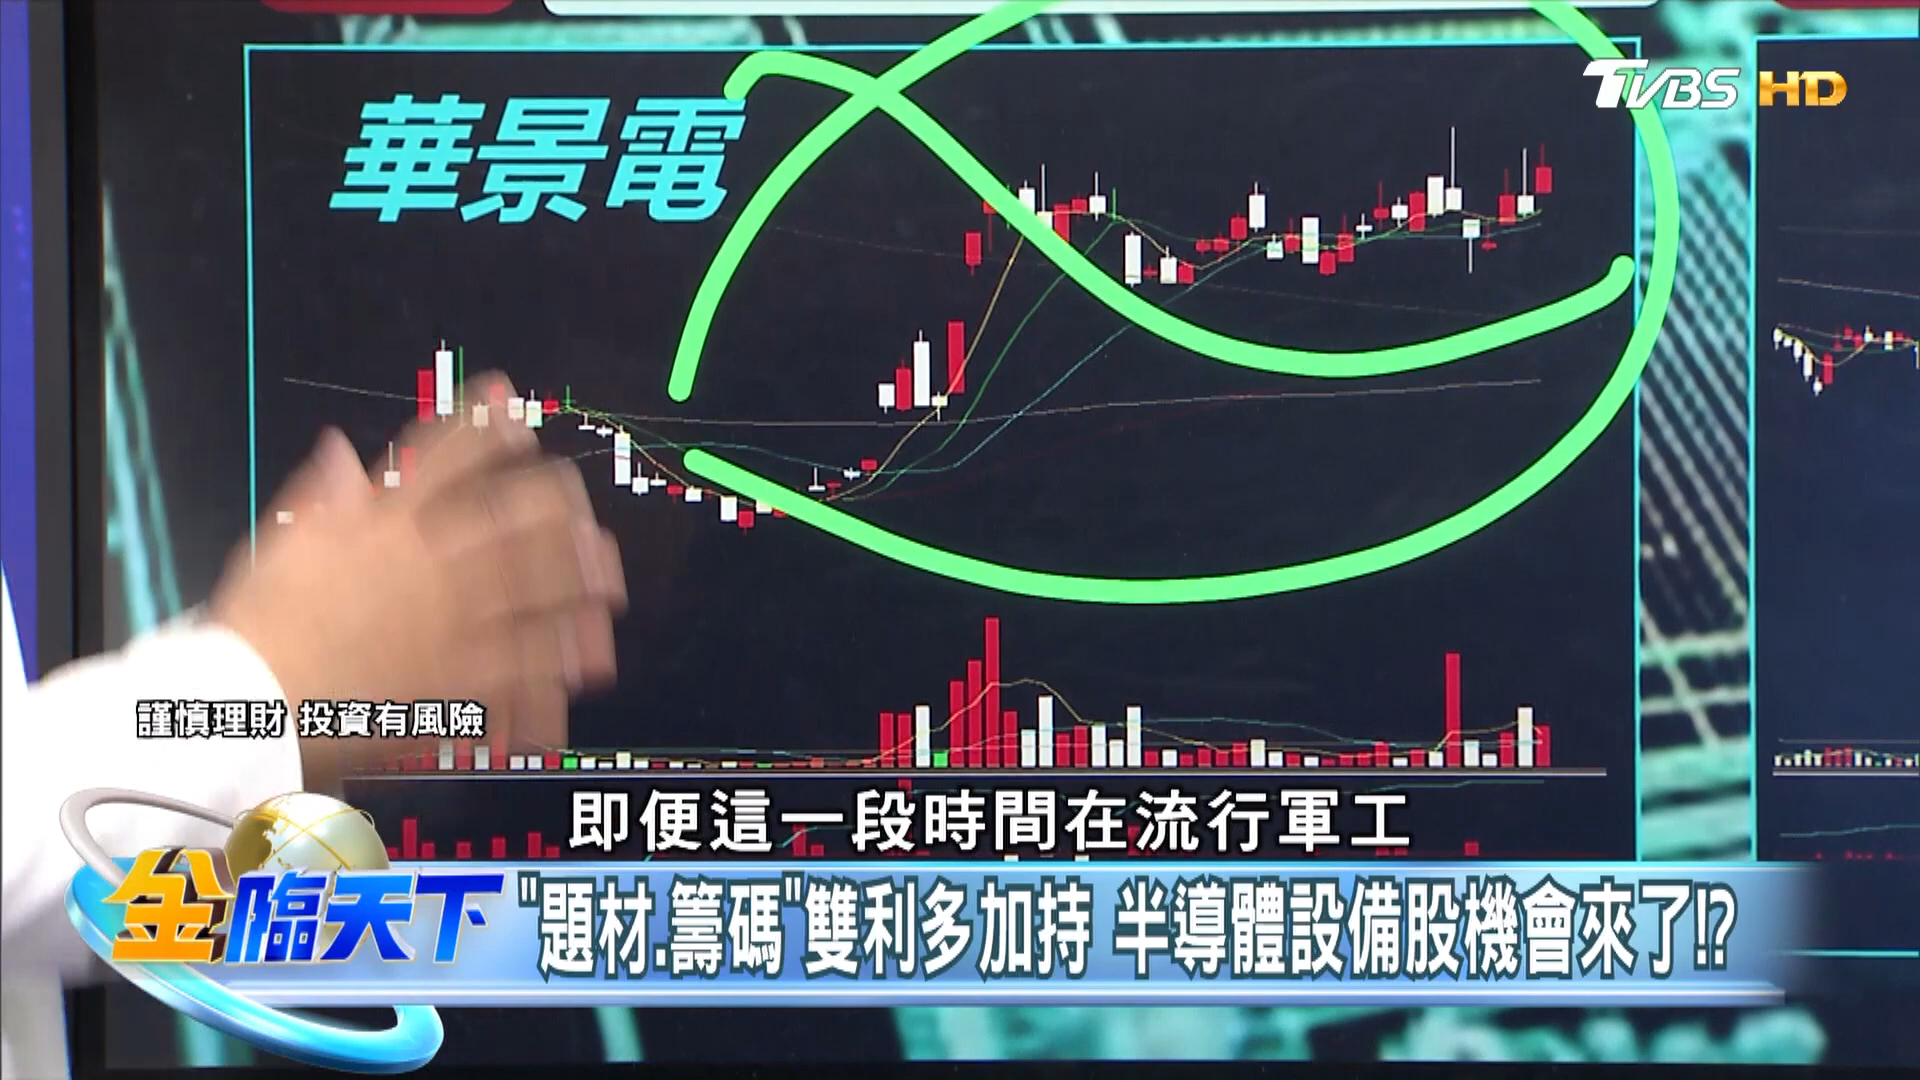 TVBS HD
華景電
謹慎理財 投資有風險
即便這一段時間在流行軍工
金臨天下
"題材.籌碼"雙利多加持 半導體設備股機會來了!?